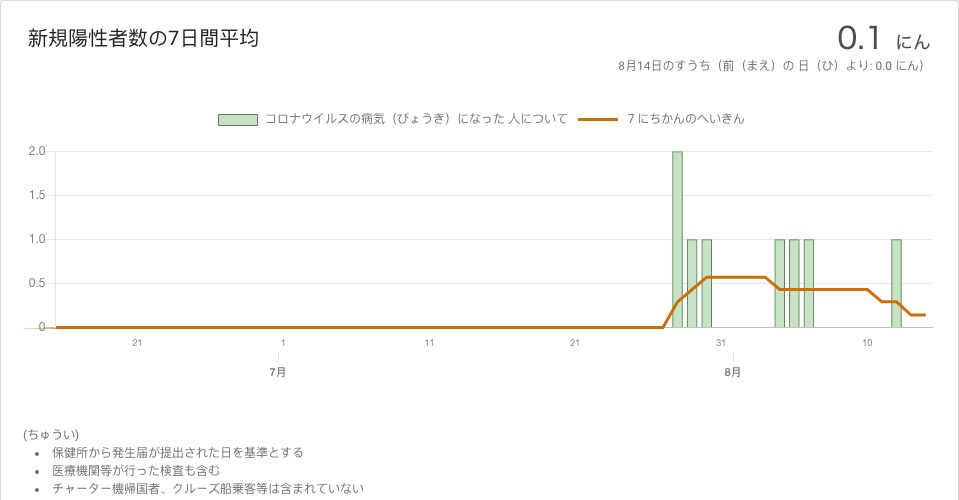 新規陽性者数の7日間平均
0.1 にん
8月14日のすうち（前（まえ）の 日（ひ）より: 0.0 にん）
コロナウイルスの病気（びょうき）になった 人について
7 にちかんのへいきん
2.0
1.5
1.0
0.5
0
21 1 11 21 31 10
7月 8月
(ちゅうい)
• 保健所から発生届が提出された日を基準とする
• 医療機関等が行った検査も含む
• チャーター機帰国者、クルーズ船乗客等は含まれていない